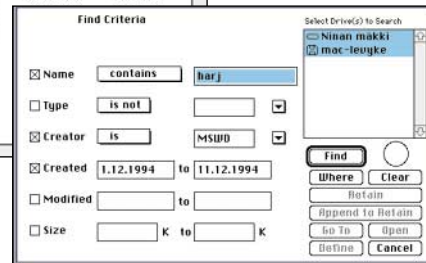 Find Criteria
Select Drive(s) to Search
Ninan mäkki
mac-levyke
Name contains harj
Type is not
Creator is MSWD
Created 1.12.1994 to 11.12.1994
Modified to
Size K to K
Find
Where Clear
Retain
Append to Retain
Go To Open
Define Cancel